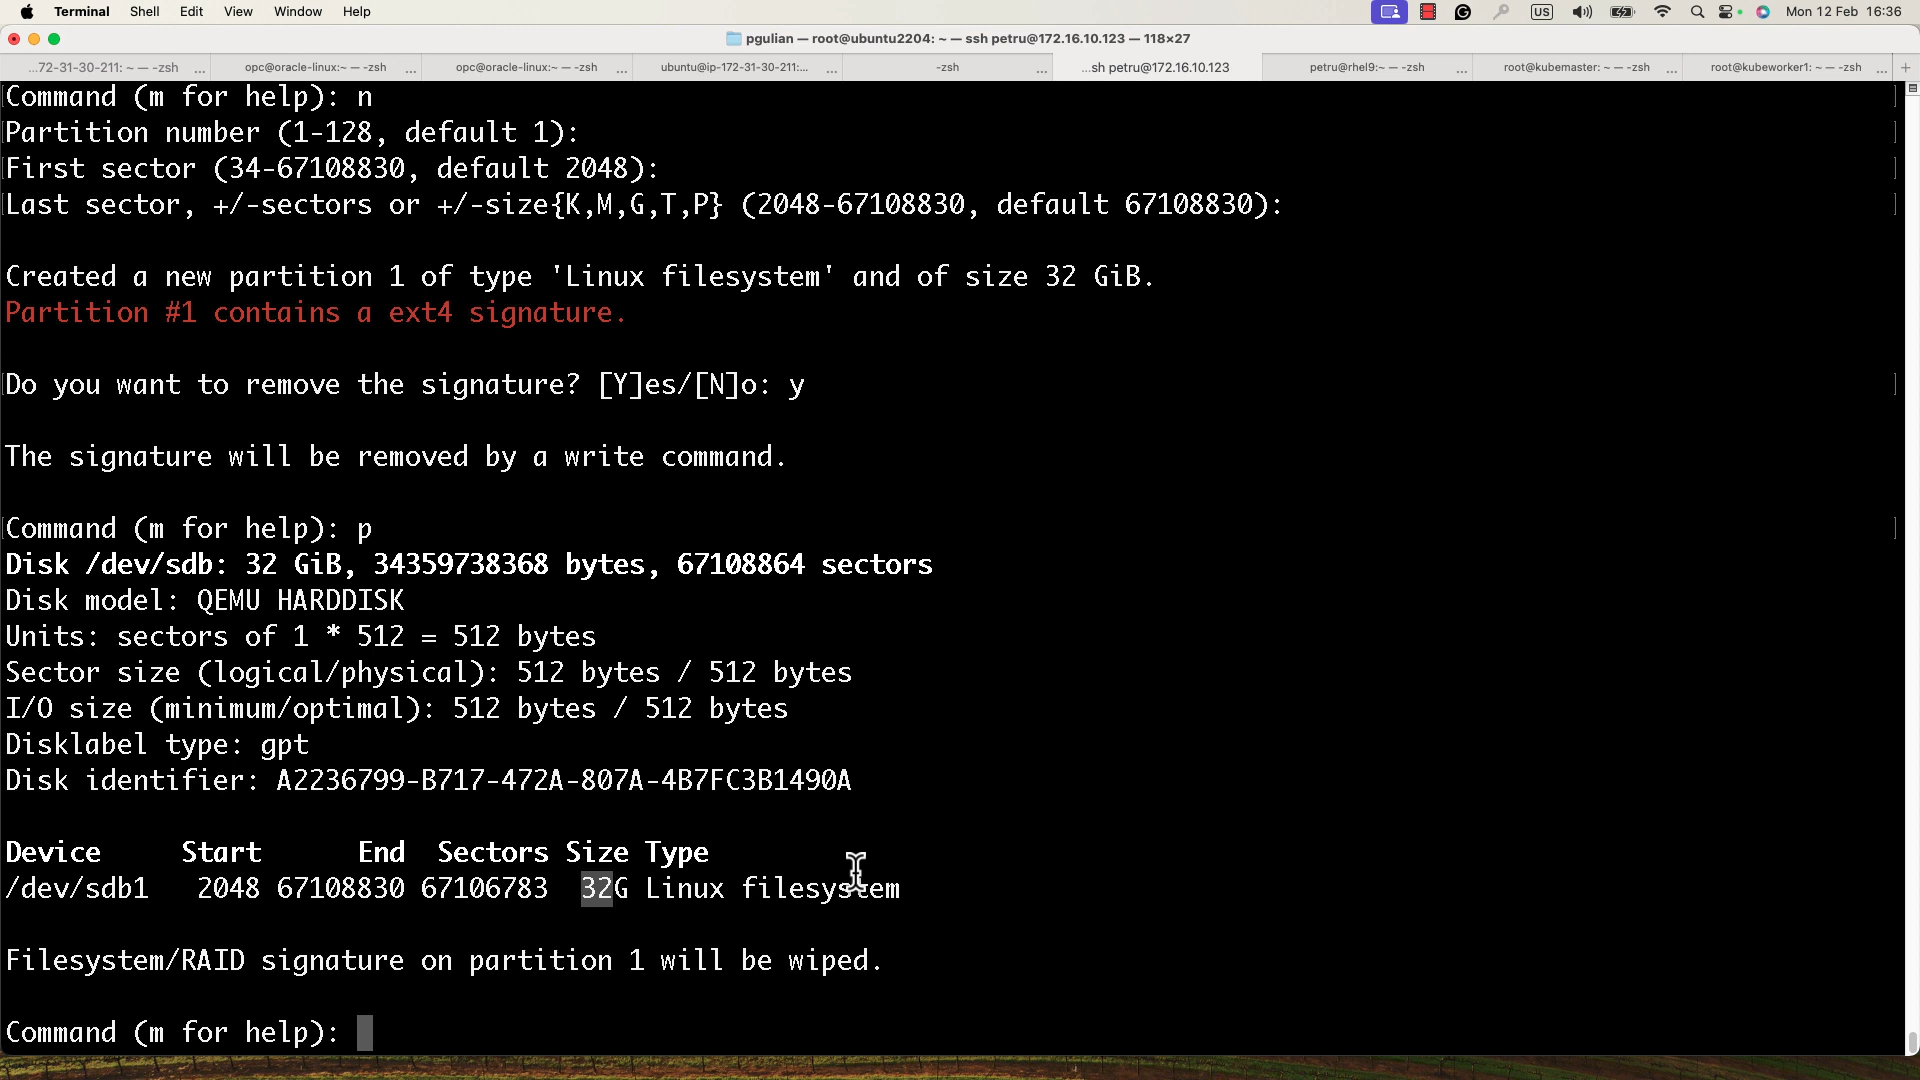 Terminal Shell Edit View Window Help US Mon 12 Feb 16:36
pgulian — root@ubuntu2204: ~ — ssh petru@172.16.10.123 — 118×27
...72-31-30-211: ~ — -zsh ... opc@oracle-linux:~ — -zsh ... opc@oracle-linux:~ — -zsh ... ubuntu@ip-172-31-30-211:... ... -zsh ... ...sh petru@172.16.10.123 petru@rhel9:~ — -zsh ... root@kubemaster: ~ — -zsh ... root@kubeworker1: ~ — -zsh ... +
Command (m for help): n
Partition number (1-128, default 1):
First sector (34-67108830, default 2048):
Last sector, +/-sectors or +/-size{K,M,G,T,P} (2048-67108830, default 67108830):
Created a new partition 1 of type 'Linux filesystem' and of size 32 GiB.
Partition #1 contains a ext4 signature.
Do you want to remove the signature? [Y]es/[N]o: y
The signature will be removed by a write command.
Command (m for help): p
Disk /dev/sdb: 32 GiB, 34359738368 bytes, 67108864 sectors
Disk model: QEMU HARDDISK
Units: sectors of 1 * 512 = 512 bytes
Sector size (logical/physical): 512 bytes / 512 bytes
I/O size (minimum/optimal): 512 bytes / 512 bytes
Disklabel type: gpt
Disk identifier: A2236799-B717-472A-807A-4B7FC3B1490A
Device Start End Sectors Size Type
/dev/sdb1 2048 67108830 67106783 32G Linux filesystem
Filesystem/RAID signature on partition 1 will be wiped.
Command (m for help):